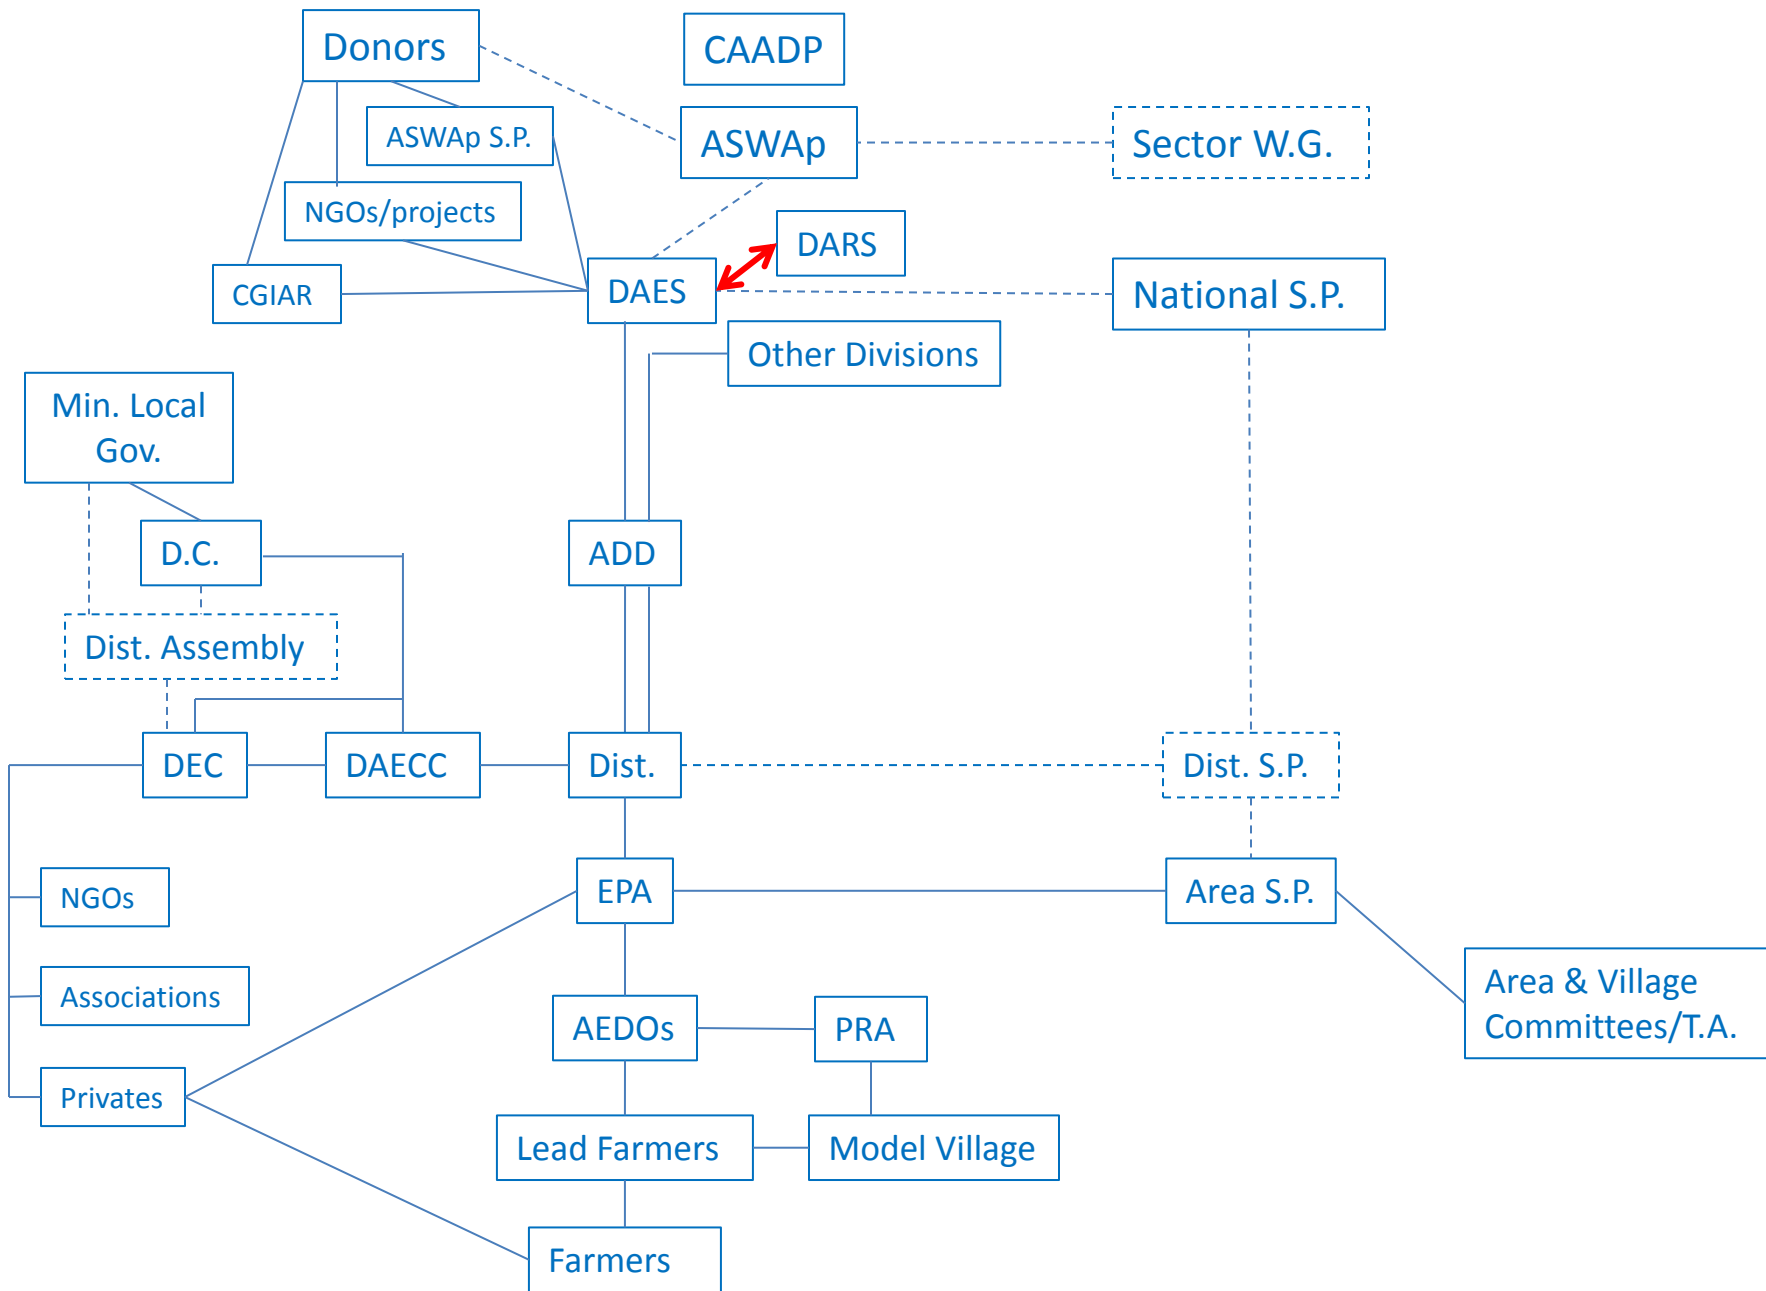 Donors
CAADP
ASWAp S.P.
ASWAp
Sector W.G.
NGOs/projects
DARS
CGIAR
DAES
National S.P.
Other Divisions
Min. Local
Gov.
D.C.
ADD
Dist. Assembly
DEC
DAECC
Dist.
Dist. S.P.
NGOs
EPA
Area S.P.
Associations
AEDOs
PRA
Area & Village
Committees/T.A.
Privates
Lead Farmers
Model Village
Farmers